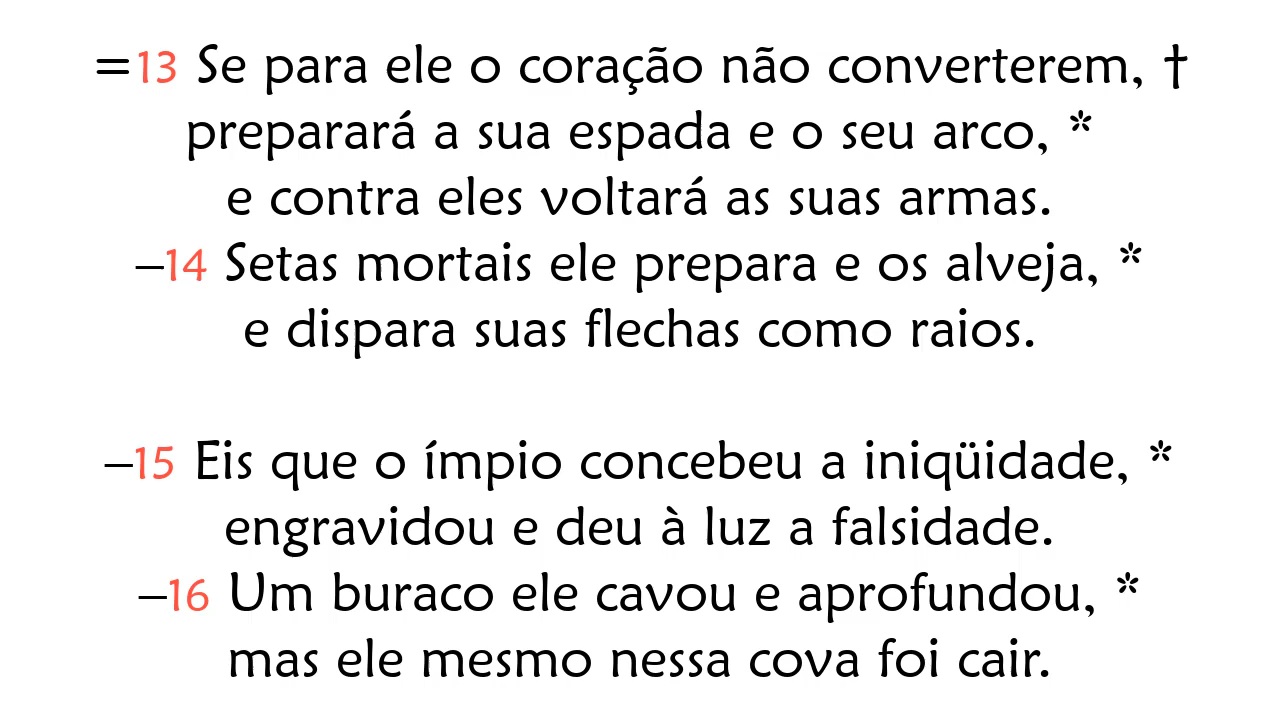 =13 Se para ele o coração não converterem, †
preparará a sua espada e o seu arco, *
e contra eles voltará as suas armas.
–14 Setas mortais ele prepara e os alveja, *
e dispara suas flechas como raios.
–15 Eis que o ímpio concebeu a iniqüidade, *
engravidou e deu à luz a falsidade.
–16 Um buraco ele cavou e aprofundou, *
mas ele mesmo nessa cova foi cair.